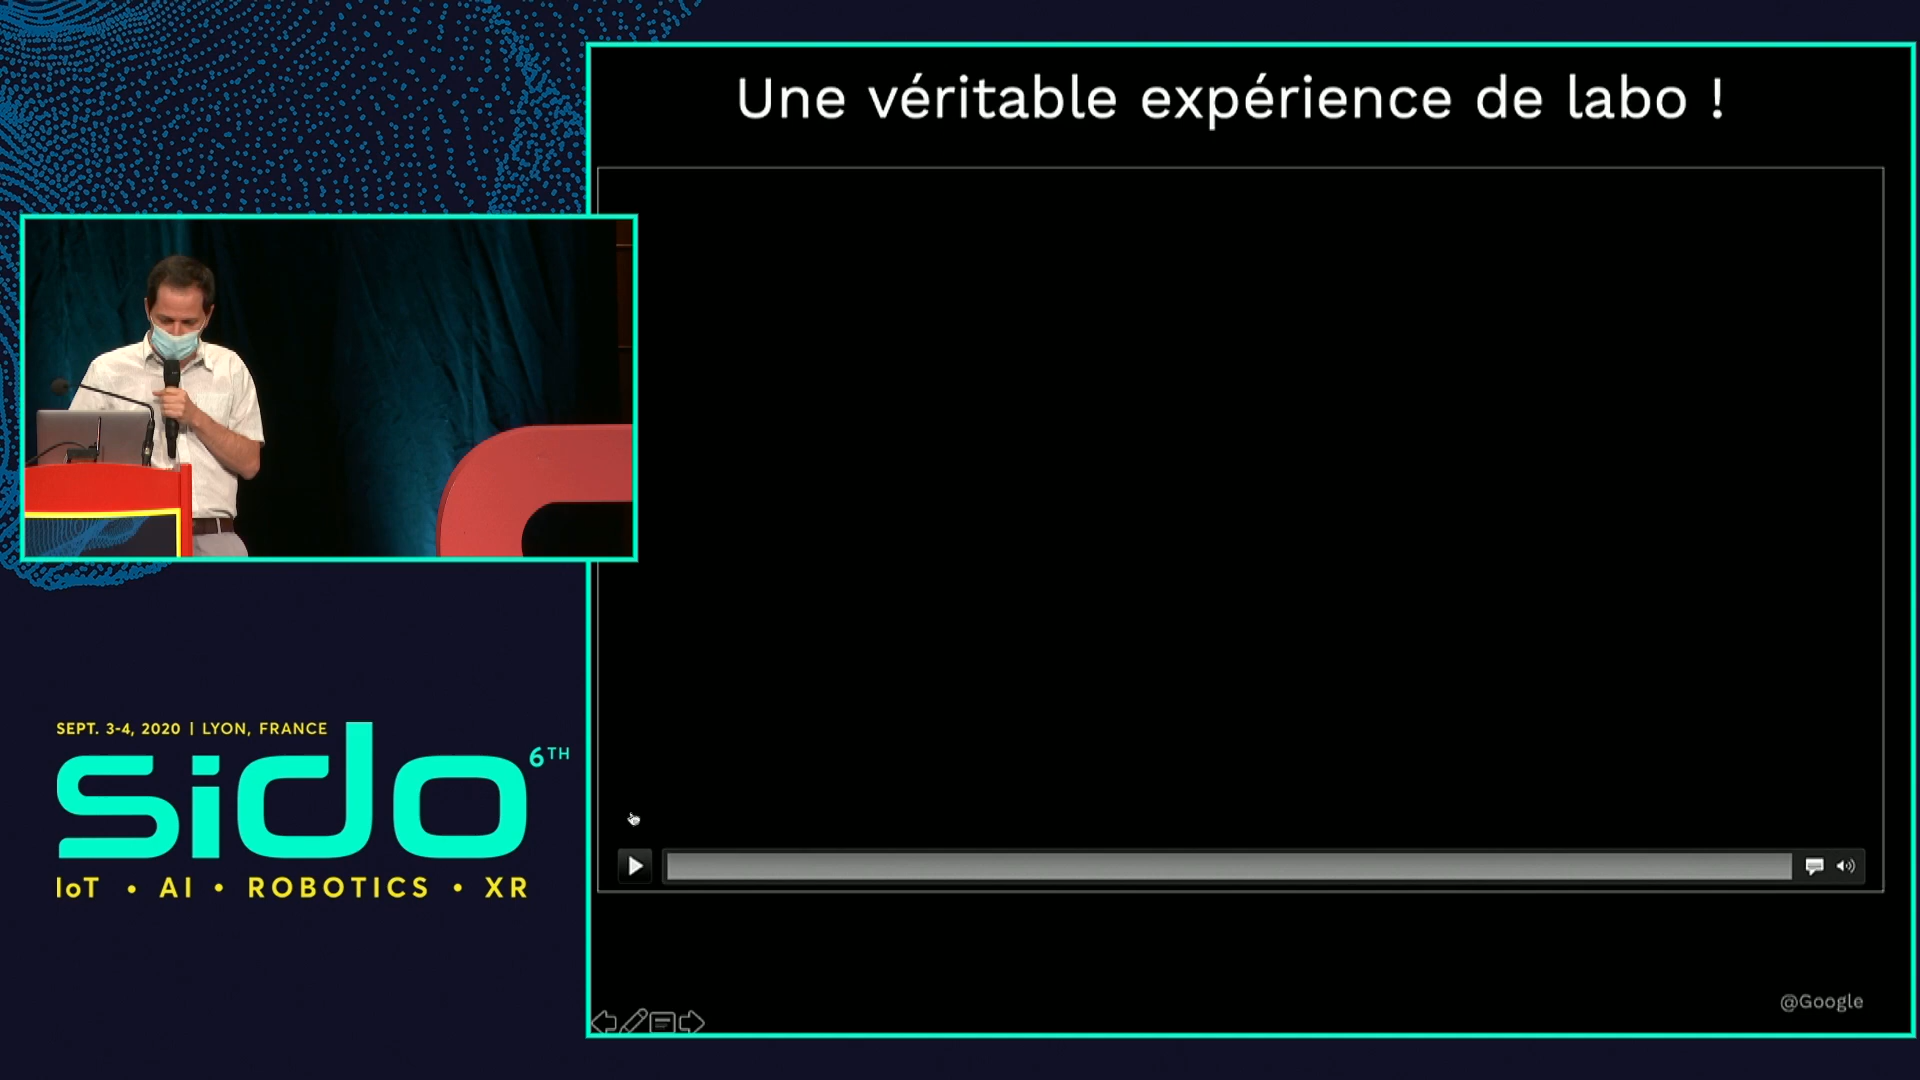 Une véritable expérience de labo !
SEPT. 3-4, 2020 | LYON, FRANCE
sido 6TH
IoT • AI • ROBOTICS • XR
@Google